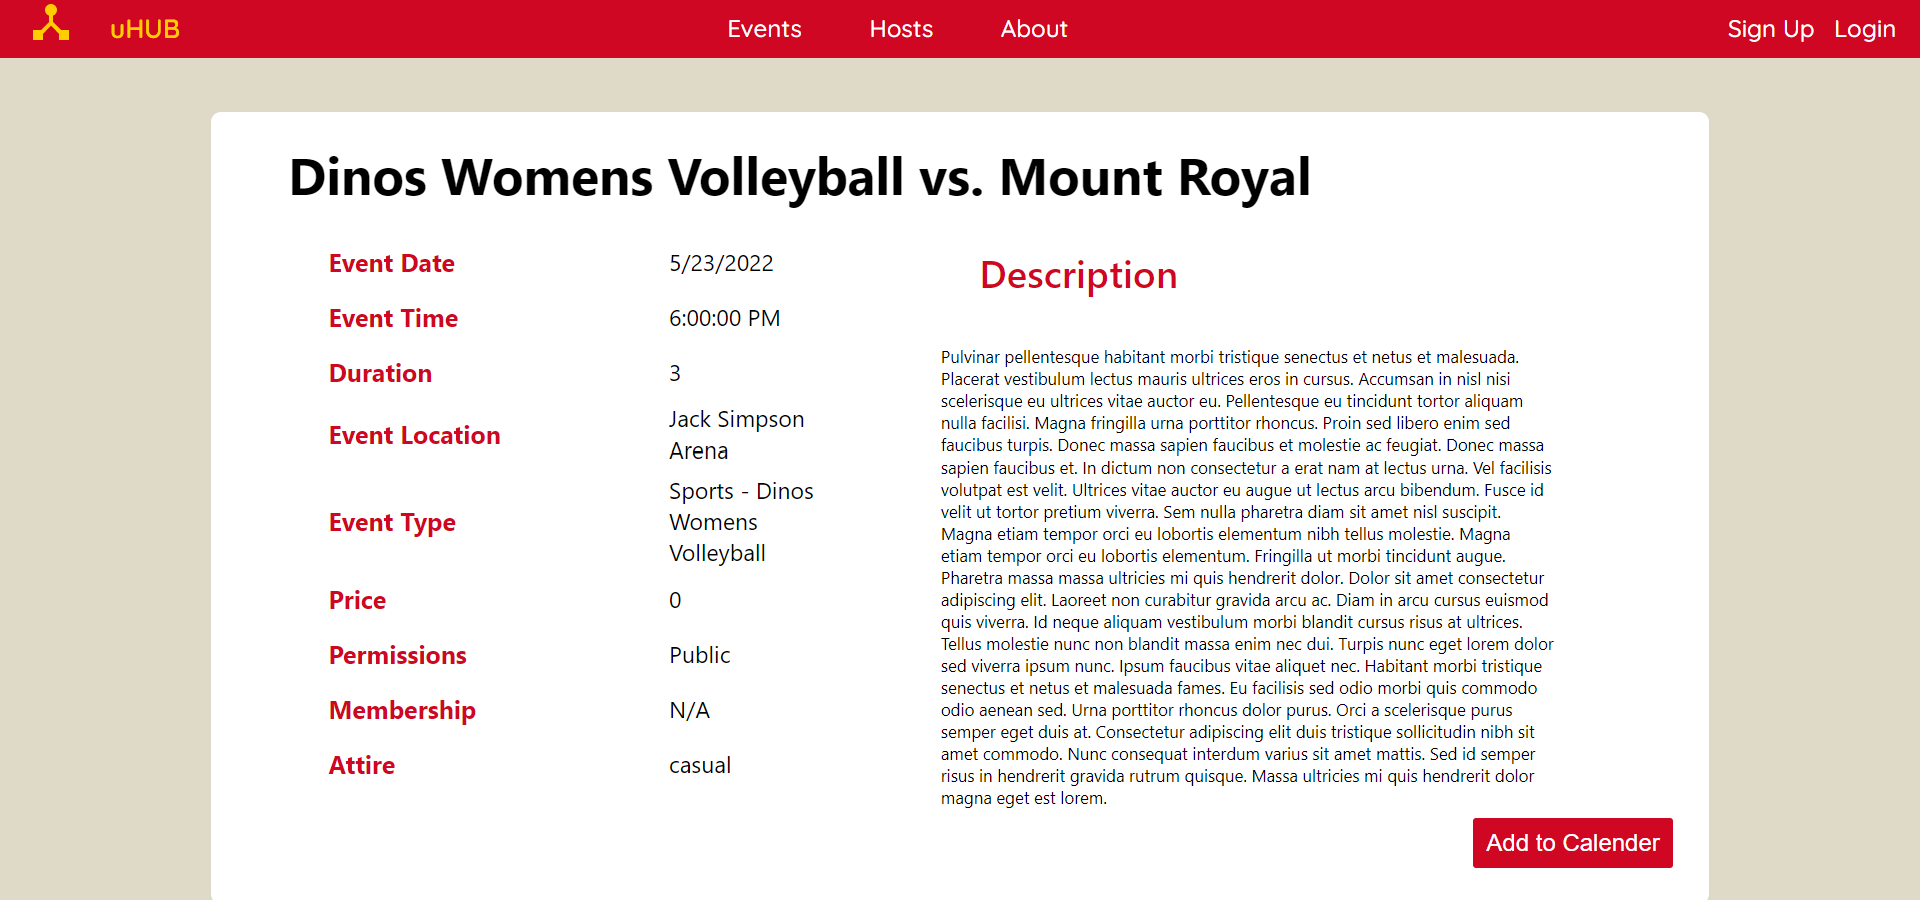 uHUB
Events
Hosts
About
Sign Up
Login
Dinos Womens Volleyball vs. Mount Royal
Event Date
5/23/2022
Event Time
6:00:00 PM
Duration
3
Event Location
Jack Simpson
Arena
Event Type
Sports - Dinos
Womens
Volleyball
Price
0
Permissions
Public
Membership
N/A
Attire
casual
Description
Pulvinar pellentesque habitant morbi tristique senectus et netus et malesuada.
Placerat vestibulum lectus mauris ultrices eros in cursus. Accumsan in nisl nisi
scelerisque eu ultrices vitae auctor eu. Pellentesque eu tincidunt tortor aliquam
nulla facilisi. Magna fringilla urna porttitor rhoncus. Proin sed libero enim sed
faucibus turpis. Donec massa sapien faucibus et molestie ac feugiat. Donec massa
sapien faucibus et. In dictum non consectetur a erat nam at lectus urna. Vel facilisis
volutpat est velit. Ultrices vitae auctor eu augue ut lectus arcu bibendum. Fusce id
velit ut tortor pretium viverra. Sem nulla pharetra diam sit amet nisl suscipit.
Magna etiam tempor orci eu lobortis elementum nibh tellus molestie. Magna
etiam tempor orci eu lobortis elementum. Fringilla ut morbi tincidunt augue.
Pharetra massa massa ultricies mi quis hendrerit dolor. Dolor sit amet consectetur
adipiscing elit. Laoreet non curabitur gravida arcu ac. Diam in arcu cursus euismod
quis viverra. Id neque aliquam vestibulum morbi blandit cursus risus at ultrices.
Tellus molestie nunc non blandit massa enim nec dui. Turpis nunc eget lorem dolor
sed viverra ipsum nunc. Ipsum faucibus vitae aliquet nec. Habitant morbi tristique
senectus et netus et malesuada fames. Eu facilisis sed odio morbi quis commodo
odio aenean sed. Urna porttitor rhoncus dolor purus. Orci a scelerisque purus
semper eget duis at. Consectetur adipiscing elit duis tristique sollicitudin nibh sit
amet commodo. Nunc consequat interdum varius sit amet mattis. Sed id semper
risus in hendrerit gravida rutrum quisque. Massa ultricies mi quis hendrerit dolor
magna eget est lorem.
Add to Calender